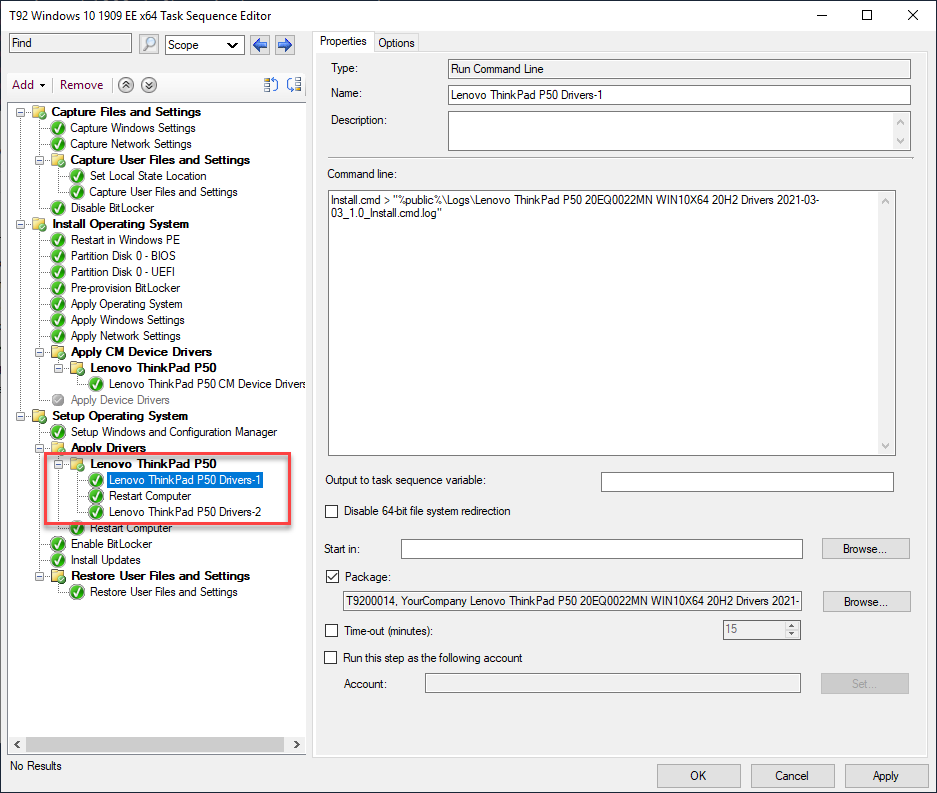 T92 Windows 10 1909 EE x64 Task Sequence Editor
Find
Scope
Add
Remove
Capture Files and Settings
Capture Windows Settings
Capture Network Settings
Capture User Files and Settings
Set Local State Location
Capture User Files and Settings
Disable BitLocker
Install Operating System
Restart in Windows PE
Partition Disk 0 - BIOS
Partition Disk 0 - UEFI
Pre-provision BitLocker
Apply Operating System
Apply Windows Settings
Apply Network Settings
Apply CM Device Drivers
Lenovo ThinkPad P50
Lenovo ThinkPad P50 CM Device Drivers
Apply Device Drivers
Setup Operating System
Setup Windows and Configuration Manager
Apply Drivers
Lenovo ThinkPad P50
Lenovo ThinkPad P50 Drivers-1
Restart Computer
Lenovo ThinkPad P50 Drivers-2
Restart Computer
Enable BitLocker
Install Updates
Restore User Files and Settings
Restore User Files and Settings
No Results
Properties
Options
Type:
Run Command Line
Name:
Lenovo ThinkPad P50 Drivers-1
Description:
Command line:
Install.cmd > "%public%\Logs\Lenovo ThinkPad P50 20EQ0022MN WIN10X64 20H2 Drivers 2021-03-
03_1.0_Install.cmd.log"
Output to task sequence variable:
Disable 64-bit file system redirection
Start in:
Browse...
Package:
T9200014, YourCompany Lenovo ThinkPad P50 20EQ0022MN WIN10X64 20H2 Drivers 2021-
Browse...
Time-out (minutes):
15
Run this step as the following account
Account:
Set...
OK
Cancel
Apply